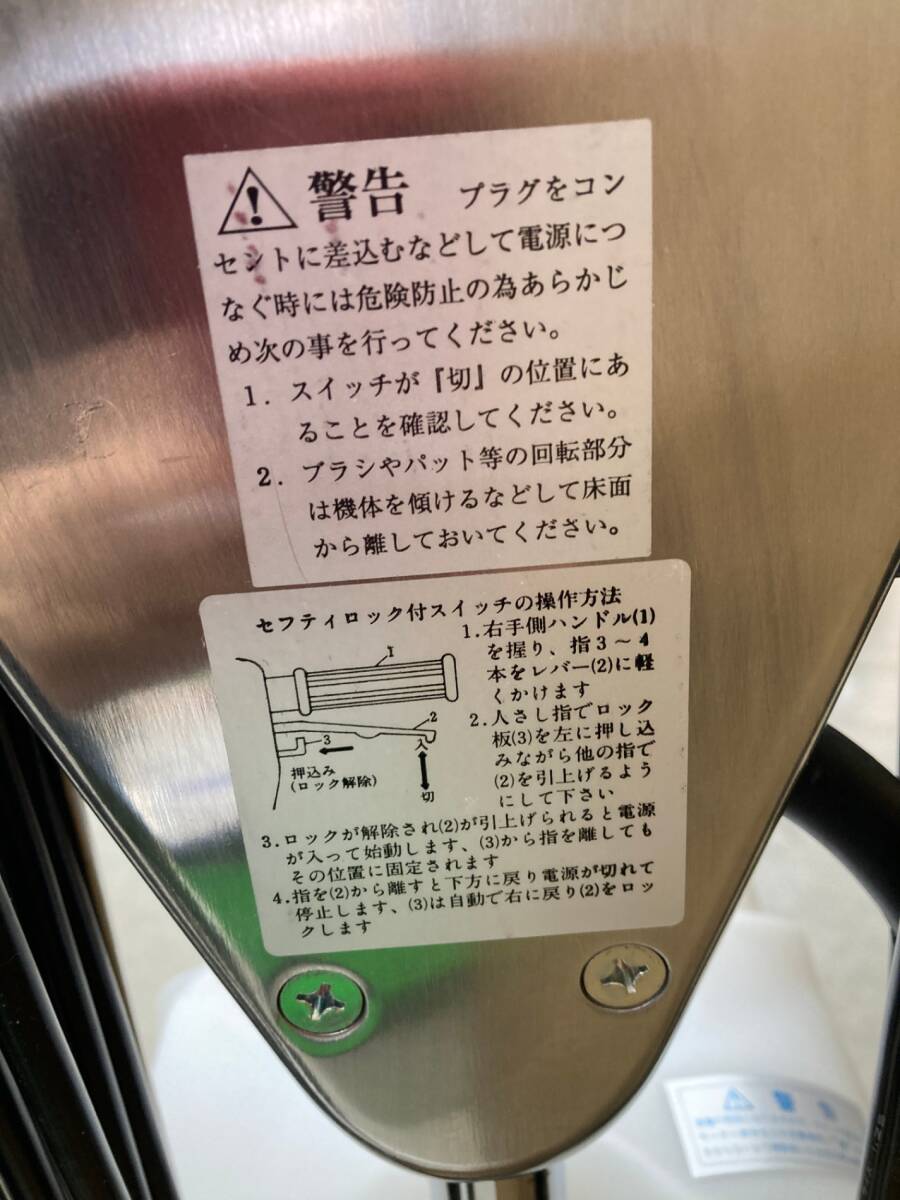 警告 プラグをコン
セントに差込むなどして電源につ
なぐ時には危険防止の為あらかじ
め次の事を行ってください。
1. スイッチが『切』の位置にあ
ることを確認してください。
2. ブラシやパット等の回転部分
は機体を傾けるなどして床面
から離しておいてください。
セフティロック付スイッチの操作方法
1
2
3
入
切
押込み
(ロック解除)
1.右手側ハンドル(1)
を握り、指3～4
本をレバー(2)に軽
くかけます
2.人さし指でロック
板(3)を左に押し込
みながら他の指で
(2)を引上げるよう
にして下さい
3.ロックが解除され(2)が引上げられると電源
が入って始動します、(3)から指を離しても
その位置に固定されます
4.指を(2)から離すと下方に戻り電源が切れて
停止します、(3)は自動で右に戻り(2)をロッ
クします
警告